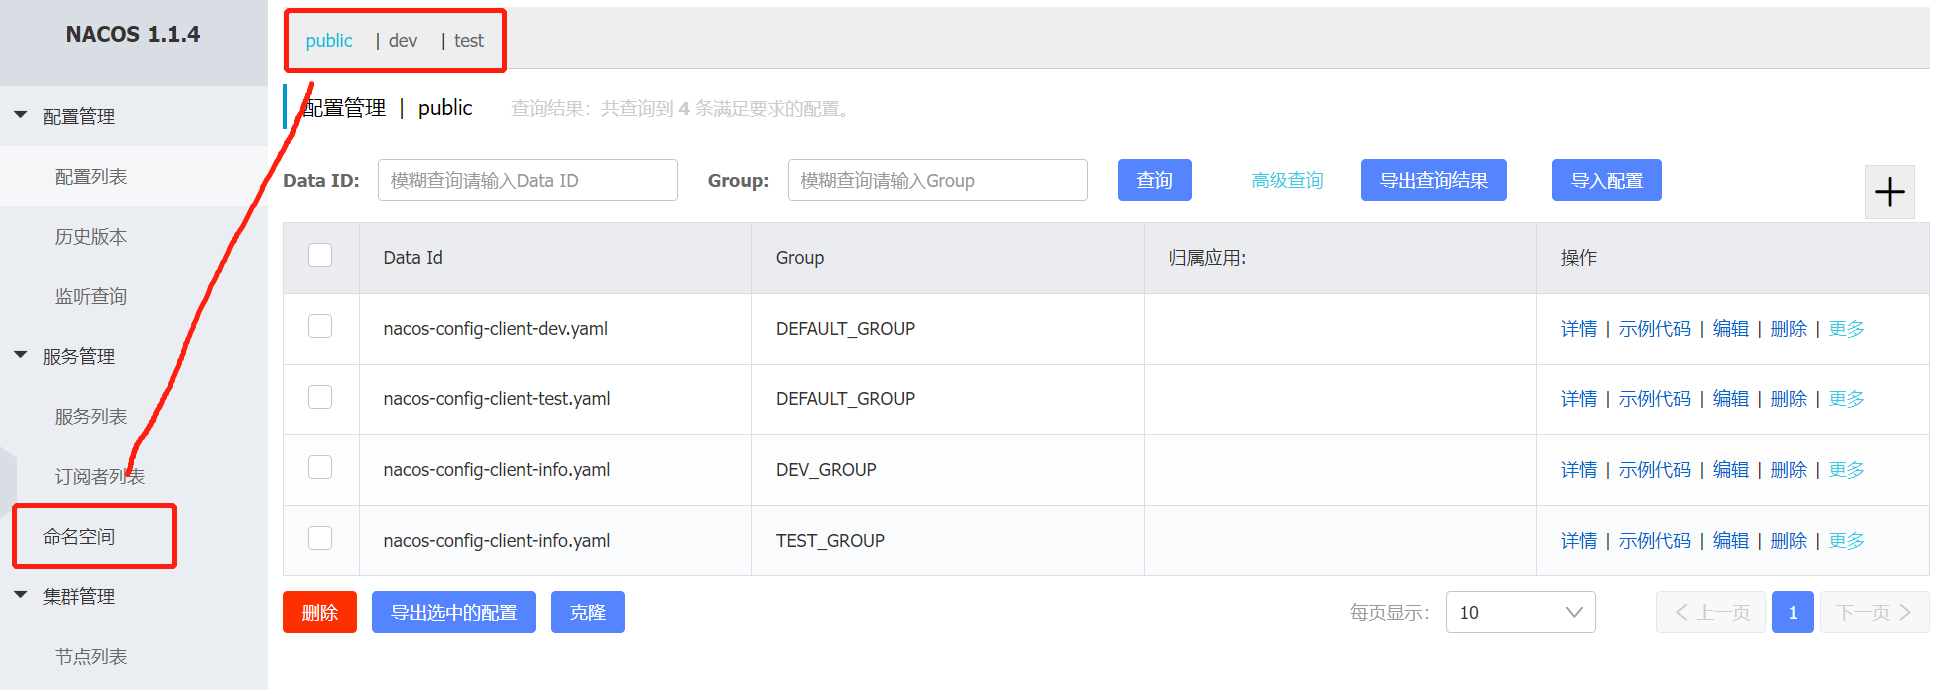 NACOS 1.1.4
配置管理
配置列表
历史版本
监听查询
服务管理
服务列表
订阅者列表
命名空间
集群管理
节点列表
public | dev | test
配置管理 | public 查询结果：共查询到 4 条满足要求的配置。
Data ID: 模糊查询请输入Data ID Group: 模糊查询请输入Group 查询 高级查询 导出查询结果 导入配置
Data Id Group 归属应用: 操作
nacos-config-client-dev.yaml DEFAULT_GROUP 详情 | 示例代码 | 编辑 | 删除 | 更多
nacos-config-client-test.yaml DEFAULT_GROUP 详情 | 示例代码 | 编辑 | 删除 | 更多
nacos-config-client-info.yaml DEV_GROUP 详情 | 示例代码 | 编辑 | 删除 | 更多
nacos-config-client-info.yaml TEST_GROUP 详情 | 示例代码 | 编辑 | 删除 | 更多
删除 导出选中的配置 克隆 每页显示: 10 上一页 1 下一页